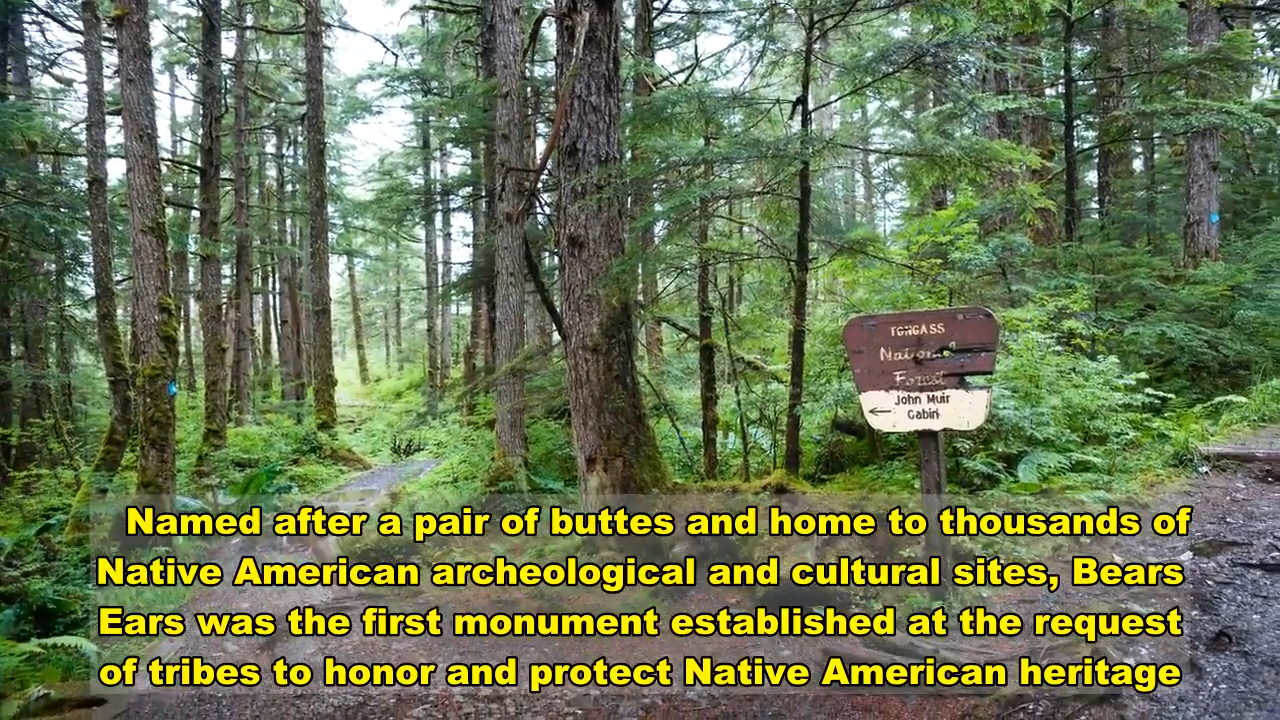 TONGASS
National
Forest
John Muir
Cabin
Named after a pair of buttes and home to thousands of
Native American archeological and cultural sites, Bears
Ears was the first monument established at the request
of tribes to honor and protect Native American heritage